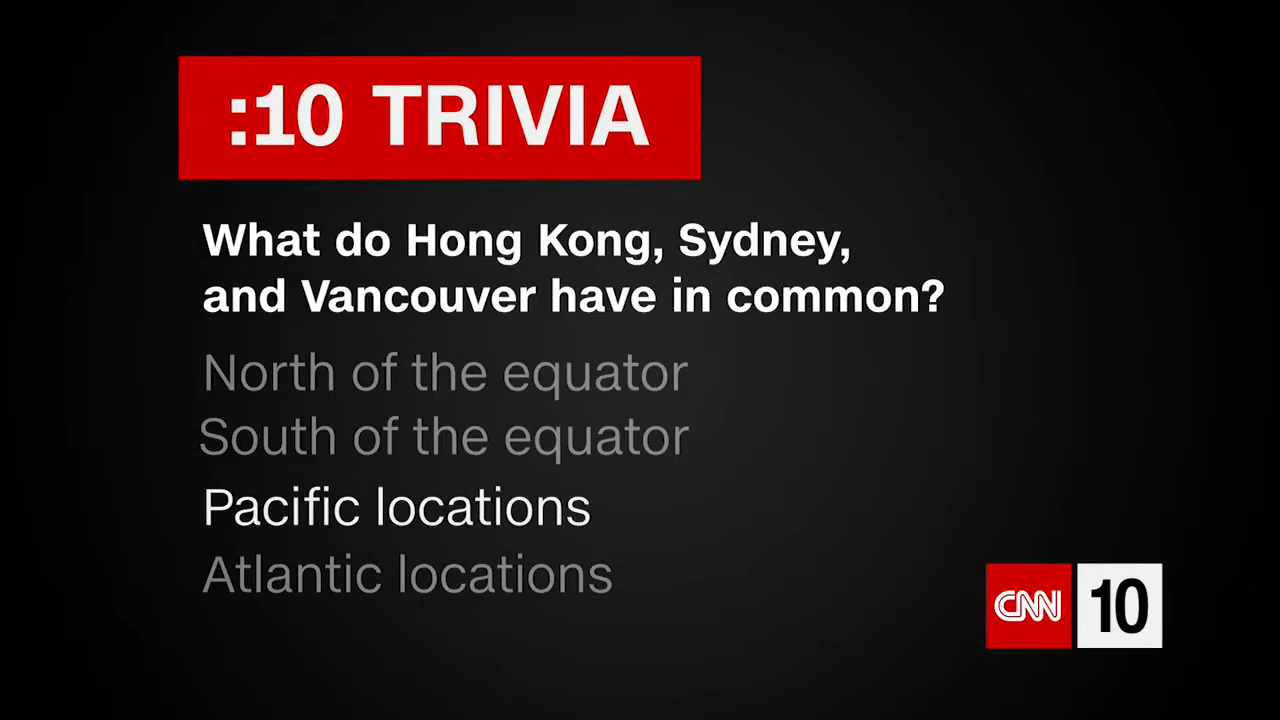 :10 TRIVIA
What do Hong Kong, Sydney,
and Vancouver have in common?
North of the equator
South of the equator
Pacific locations
Atlantic locations
CNN 10